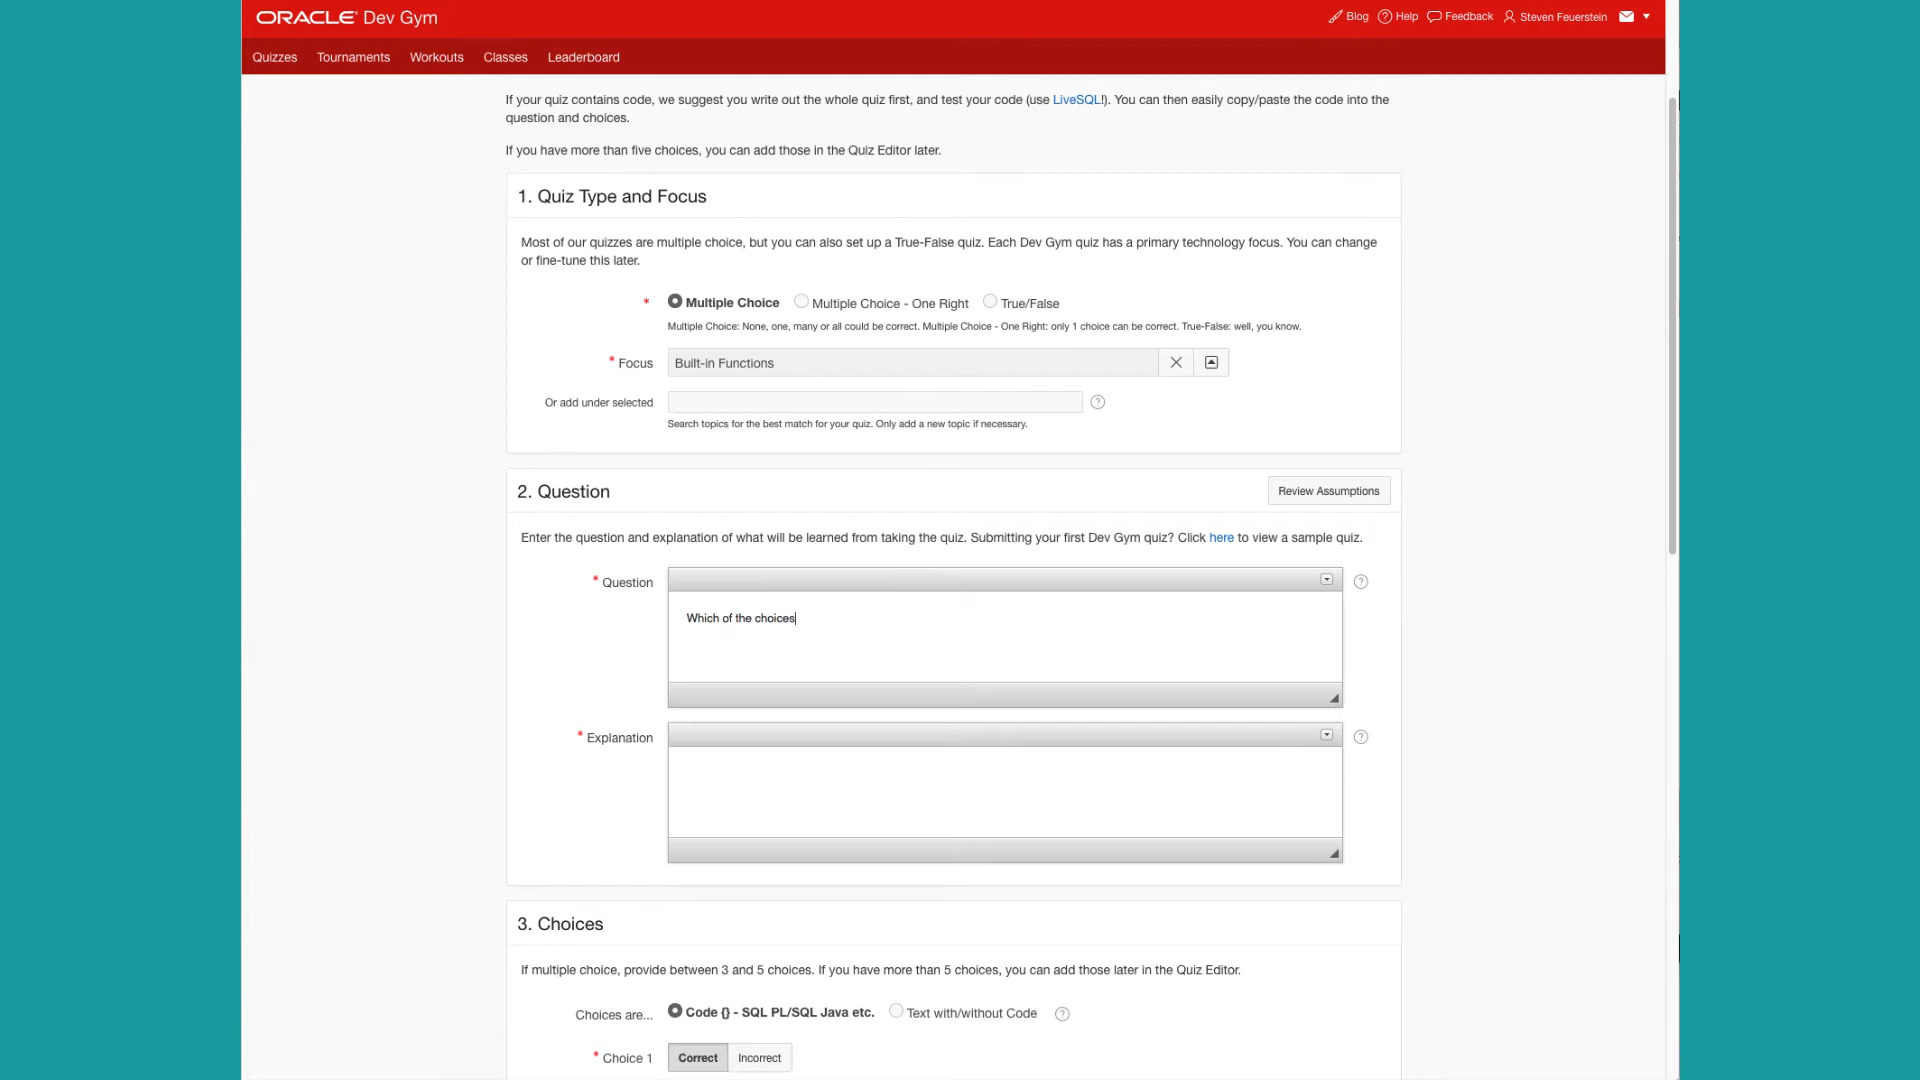 ORACLE Dev Gym
Blog Help Feedback Steven Feuerstein
Quizzes Tournaments Workouts Classes Leaderboard
If your quiz contains code, we suggest you write out the whole quiz first, and test your code (use LiveSQL!). You can then easily copy/paste the code into the
question and choices.
If you have more than five choices, you can add those in the Quiz Editor later.
1. Quiz Type and Focus
Most of our quizzes are multiple choice, but you can also set up a True-False quiz. Each Dev Gym quiz has a primary technology focus. You can change
or fine-tune this later.
* Multiple Choice Multiple Choice - One Right True/False
Multiple Choice: None, one, many or all could be correct. Multiple Choice - One Right: only 1 choice can be correct. True-False: well, you know.
* Focus Built-in Functions
Or add under selected
Search topics for the best match for your quiz. Only add a new topic if necessary.
2. Question Review Assumptions
Enter the question and explanation of what will be learned from taking the quiz. Submitting your first Dev Gym quiz? Click here to view a sample quiz.
* Question
Which of the choices
* Explanation
3. Choices
If multiple choice, provide between 3 and 5 choices. If you have more than 5 choices, you can add those later in the Quiz Editor.
Choices are... Code {} - SQL PL/SQL Java etc. Text with/without Code
* Choice 1 Correct Incorrect